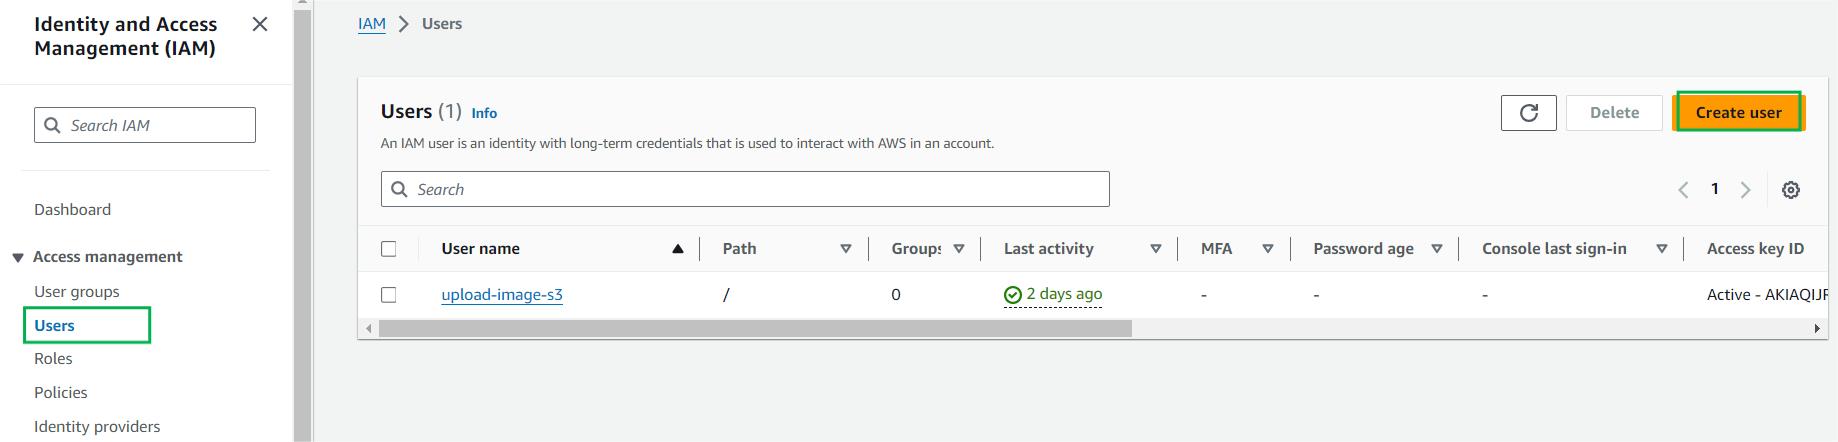 Identity and Access
Management (IAM)
Search IAM
Dashboard
Access management
User groups
Users
Roles
Policies
Identity providers
IAM > Users
Users (1) Info
Delete
Create user
An IAM user is an identity with long-term credentials that is used to interact with AWS in an account.
Search
1
User name Path Groups Last activity MFA Password age Console last sign-in Access key ID
upload-image-s3 / 0 2 days ago - - - Active - AKIAQIJR